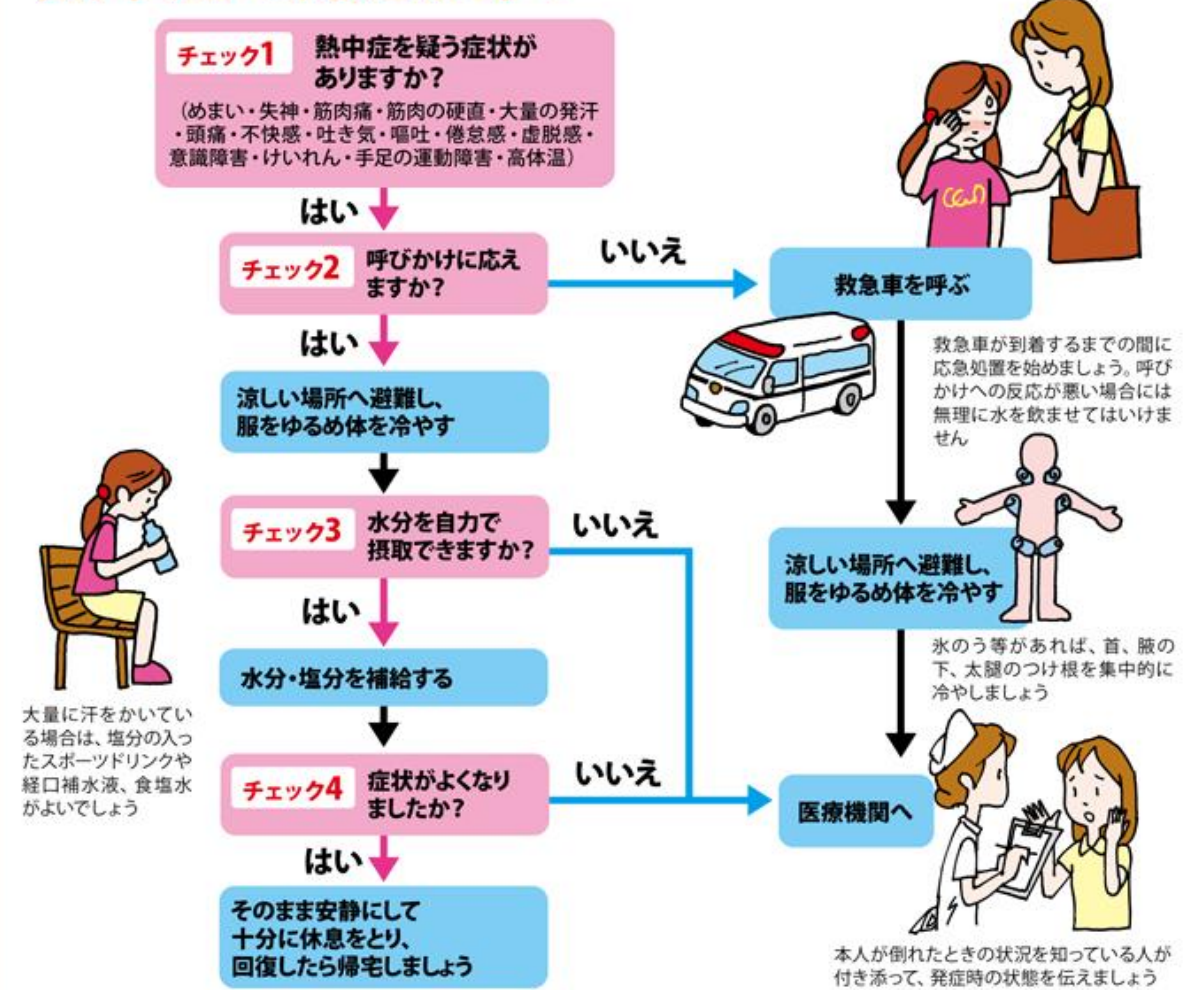 チェック1
熱中症を疑う症状が
ありますか？
（めまい・失神・筋肉痛・筋肉の硬直・大量の発汗
・頭痛・不快感・吐き気・嘔吐・倦怠感・虚脱感・
意識障害・けいれん・手足の運動障害・高体温）
はい
チェック2
呼びかけに応え
ますか？
いいえ
救急車を呼ぶ
救急車が到着するまでの間に
応急処置を始めましょう。呼び
かけへの反応が悪い場合には
無理に水を飲ませてはいけま
せん
はい
涼しい場所へ避難し、
服をゆるめ体を冷やす
チェック3
水分を自力で
摂取できますか？
いいえ
涼しい場所へ避難し、
服をゆるめ体を冷やす
氷のう等があれば、首、腋の
下、太腿のつけ根を集中的に
冷やしましょう
はい
水分・塩分を補給する
大量に汗をかいてい
る場合は、塩分の入っ
たスポーツドリンクや
経口補水液、食塩水
がよいでしょう
チェック4
症状がよくなり
ましたか？
いいえ
医療機関へ
本人が倒れたときの状況を知っている人が
付き添って、発症時の状態を伝えましょう
はい
そのまま安静にして
十分に休息をとり、
回復したら帰宅しましょう